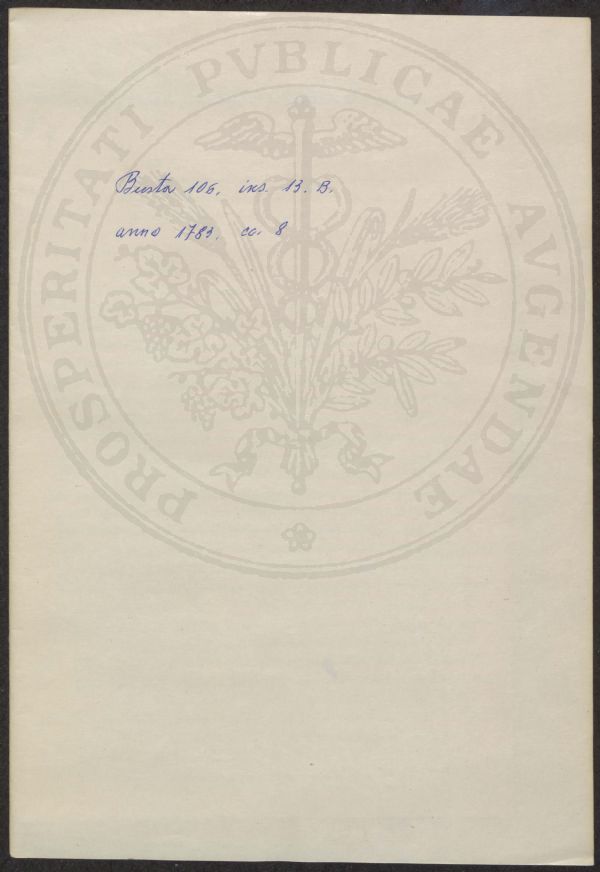 PROSPERITATI PVBLICAE AVGENDAE
Busta 106. ins. 13. B.
anno 1783. cc. 8